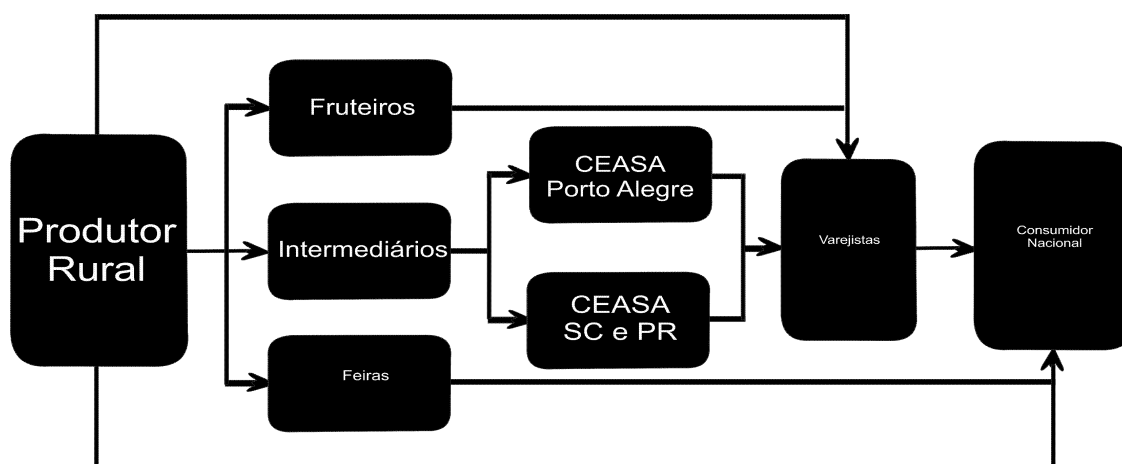 Produtor
Rural
Fruteiros
Intermediários
Feiras
CEASA
Porto Alegre
CEASA
SC e PR
Varejistas
Consumidor
Nacional